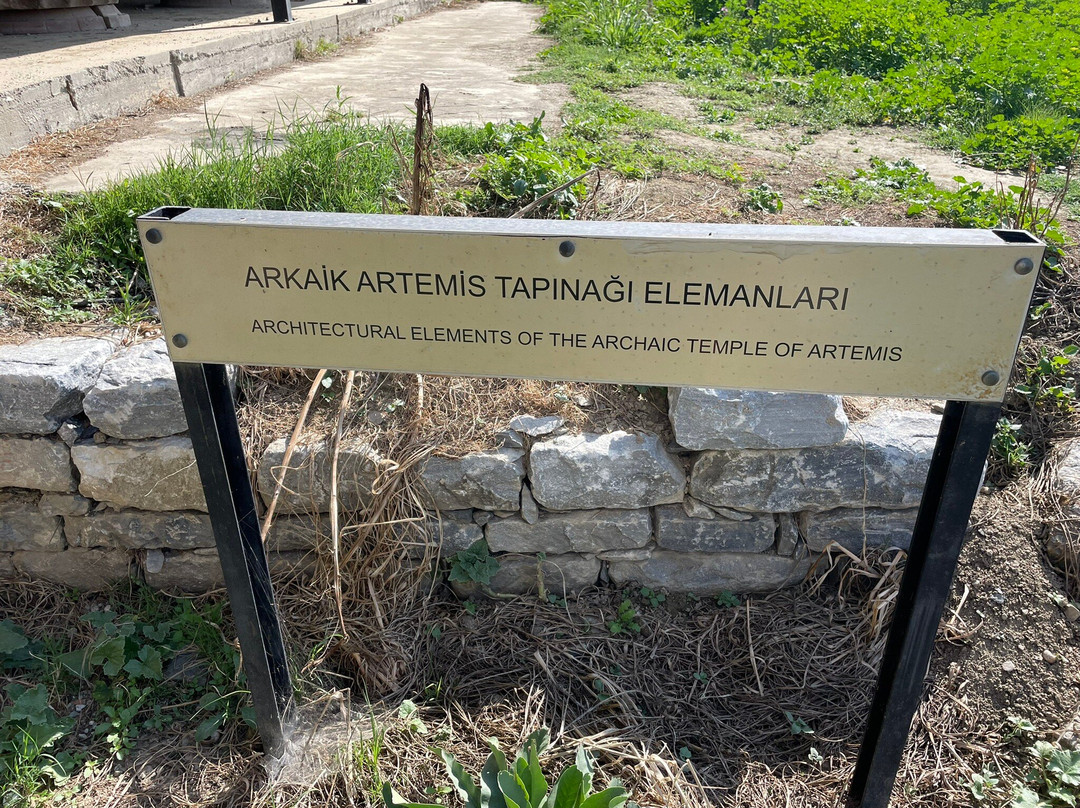 ARKAİK ARTEMİS TAPINAĞI ELEMANLARI
ARCHITECTURAL ELEMENTS OF THE ARCHAIC TEMPLE OF ARTEMIS